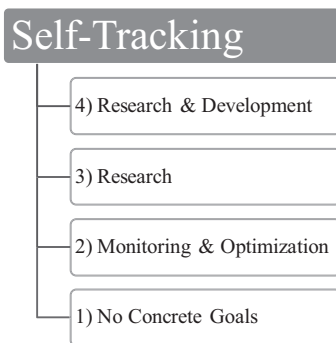 Self-Tracking
4) Research & Development
3) Research
2) Monitoring & Optimization
1) No Concrete Goals